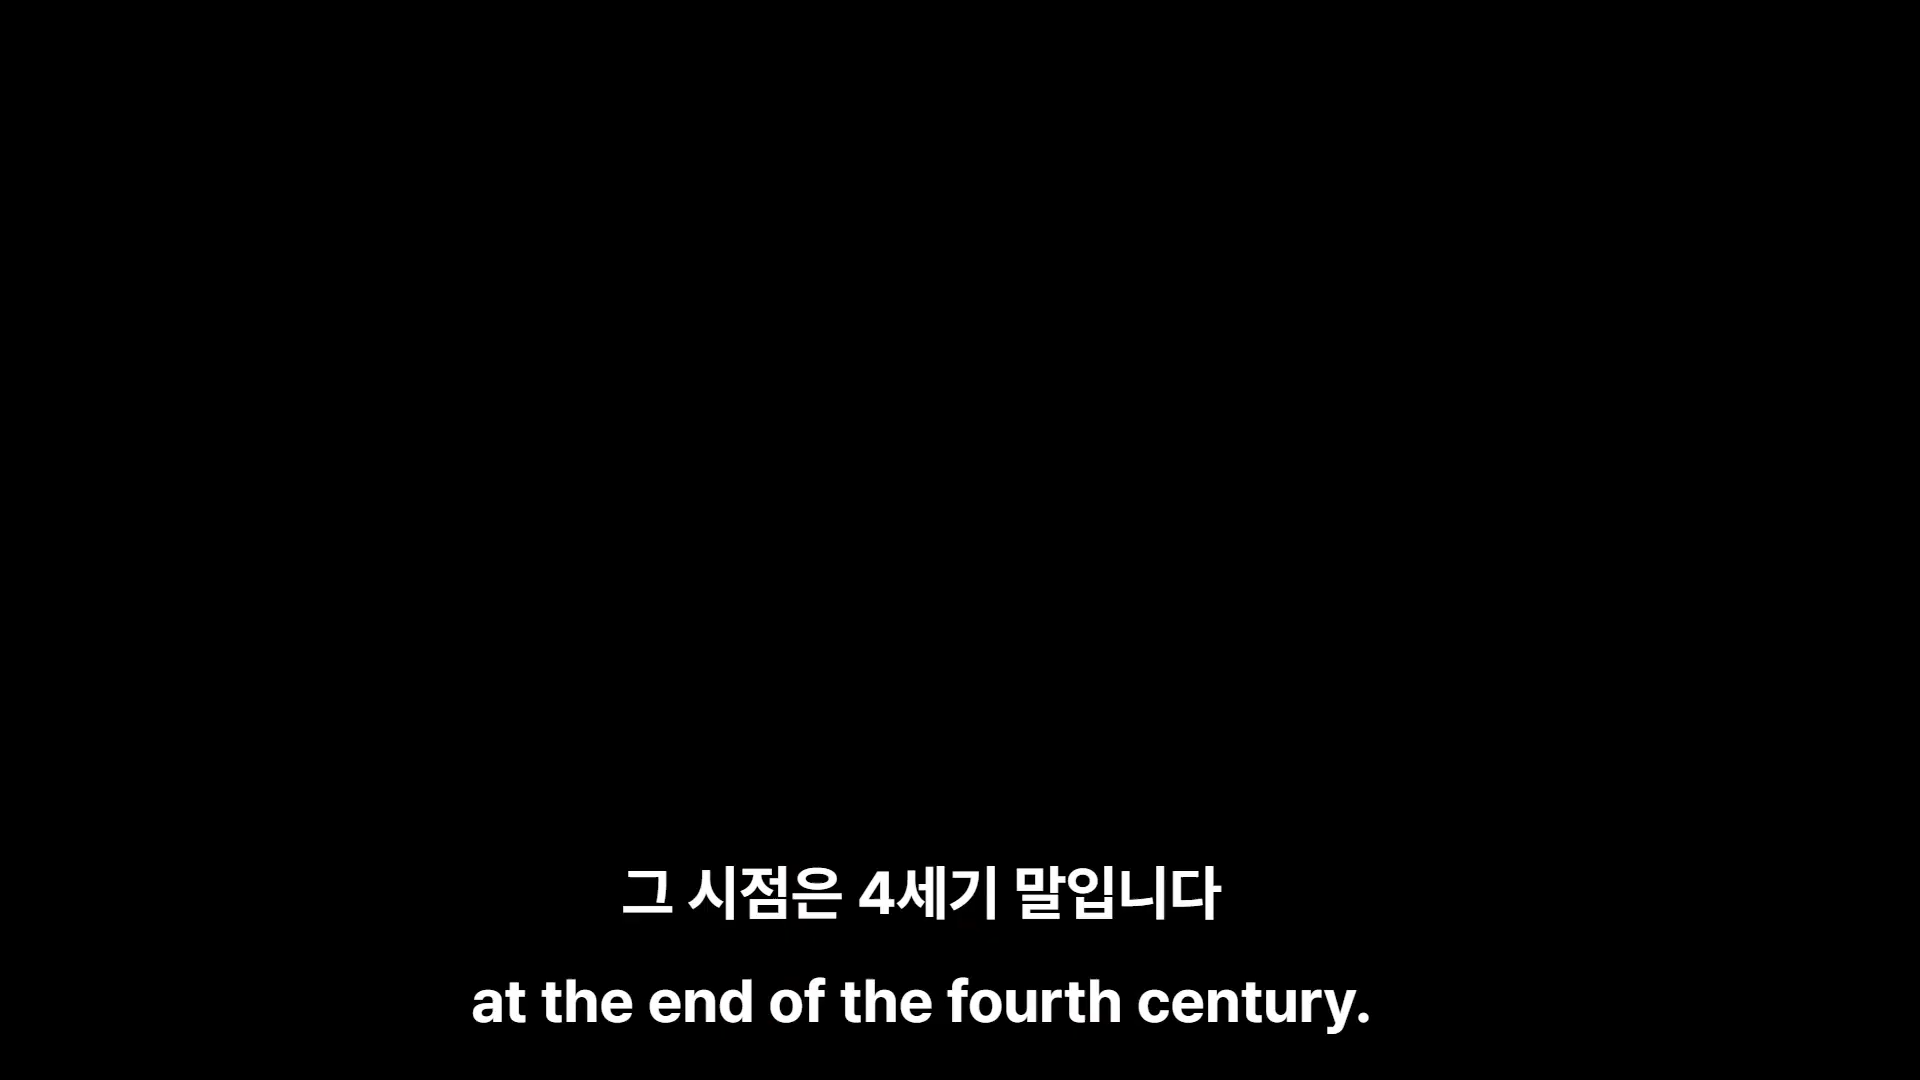 그 시점은 4세기 말입니다
at the end of the fourth century.